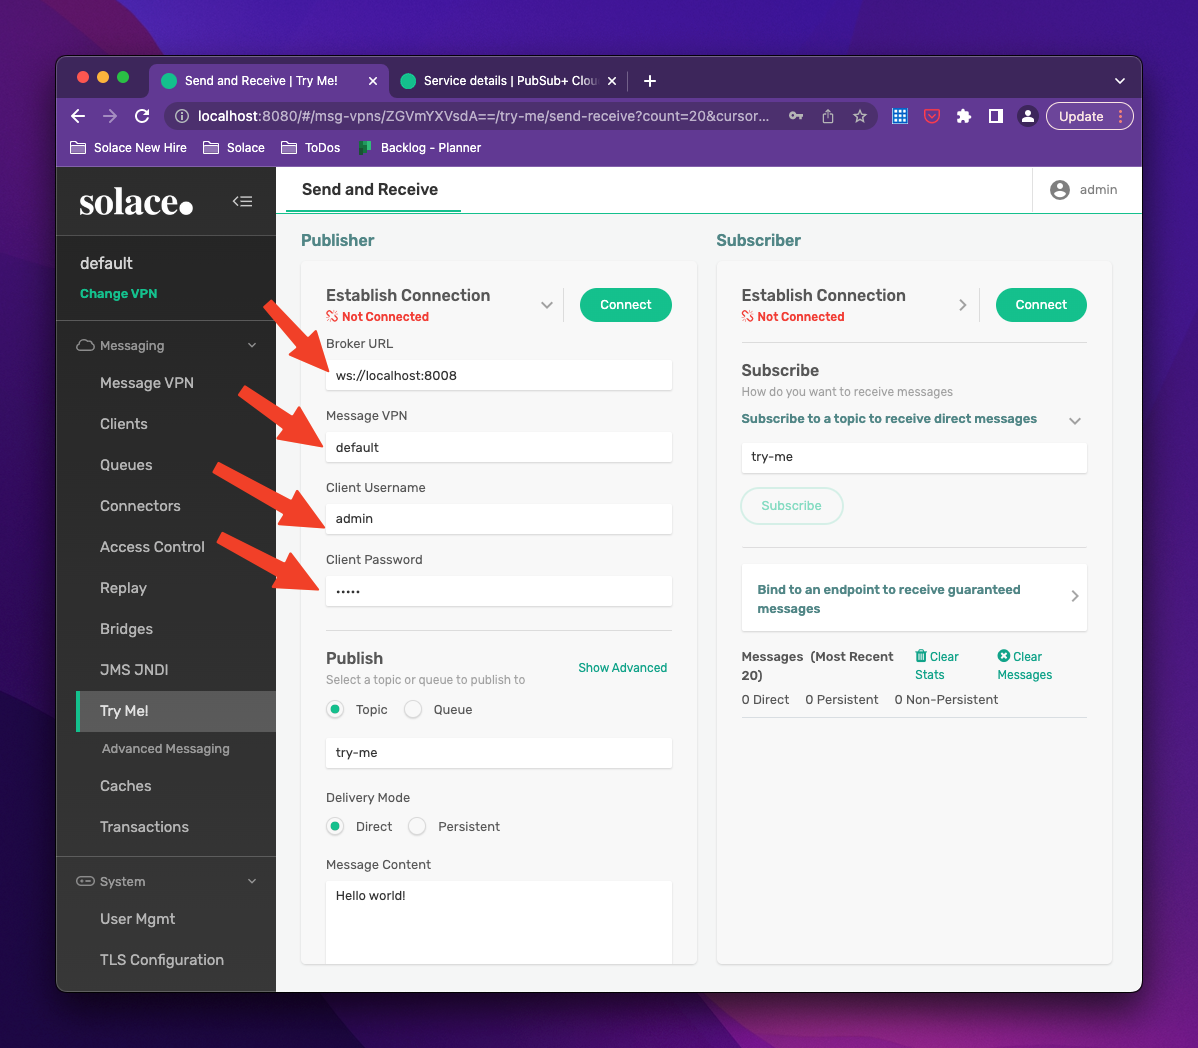 Send and Receive | Try Me!
Service details | PubSub+ Clou
localhost:8080/#/msg-vpns/ZGVmYXVsdA==/try-me/send-receive?count=20&cursor...
Update
Solace New Hire
Solace
ToDos
Backlog - Planner
solace.
default
Change VPN
Messaging
Message VPN
Clients
Queues
Connectors
Access Control
Replay
Bridges
JMS JNDI
Try Me!
Advanced Messaging
Caches
Transactions
System
User Mgmt
TLS Configuration
Send and Receive
admin
Publisher
Establish Connection
Not Connected
Connect
Broker URL
ws://localhost:8008
Message VPN
default
Client Username
admin
Client Password
•••••
Publish
Show Advanced
Select a topic or queue to publish to
Topic
Queue
try-me
Delivery Mode
Direct
Persistent
Message Content
Hello world!
Subscriber
Establish Connection
Not Connected
Connect
Subscribe
How do you want to receive messages
Subscribe to a topic to receive direct messages
try-me
Subscribe
Bind to an endpoint to receive guaranteed
messages
Messages (Most Recent
20)
Clear
Stats
Clear
Messages
0 Direct
0 Persistent
0 Non-Persistent